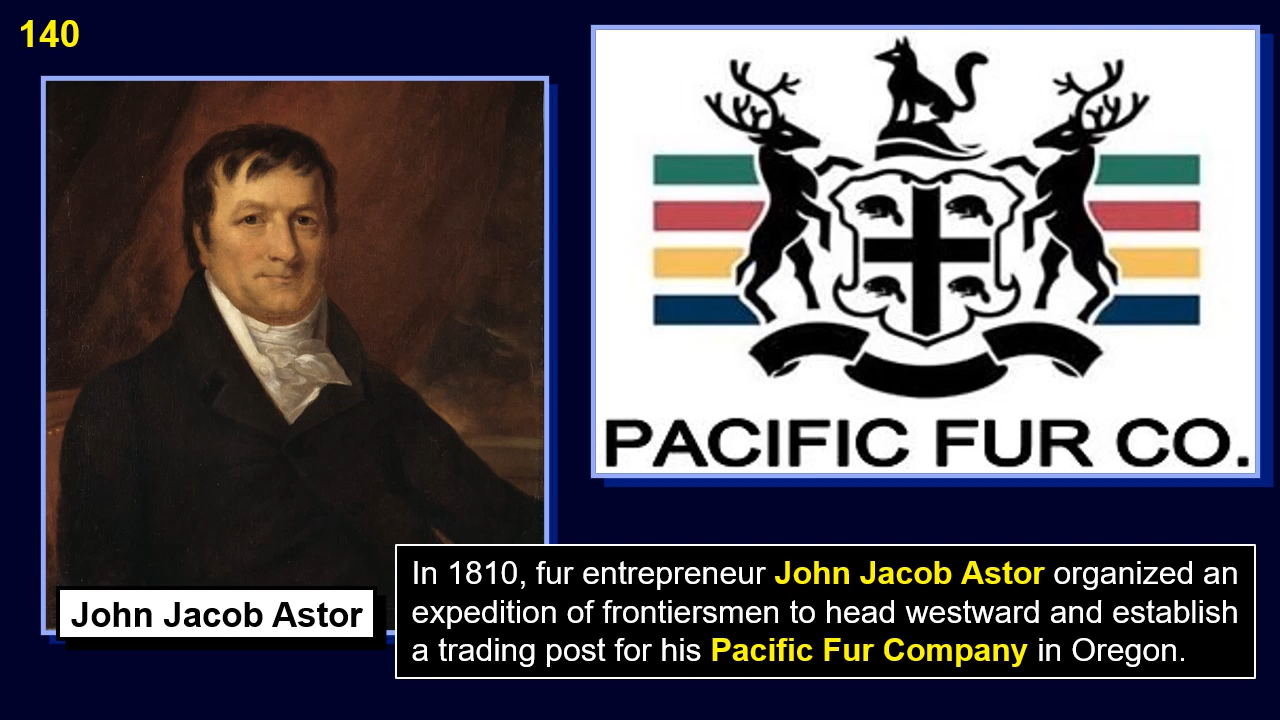 140
PACIFIC FUR CO.
John Jacob Astor
In 1810, fur entrepreneur John Jacob Astor organized an
expedition of frontiersmen to head westward and establish
a trading post for his Pacific Fur Company in Oregon.